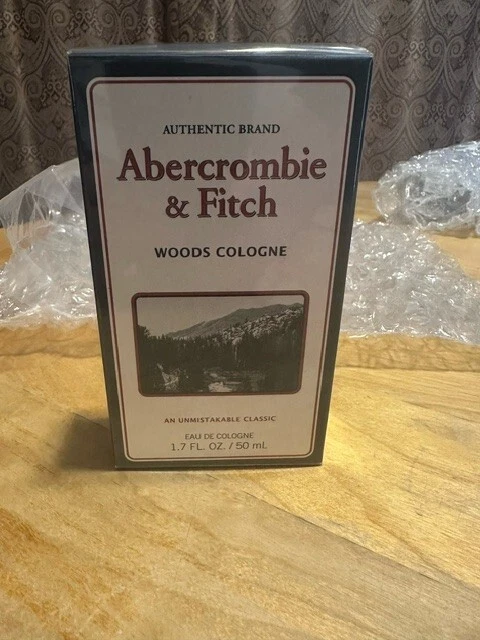 AUTHENTIC BRAND
Abercrombie
& Fitch
WOODS COLOGNE
AN UNMISTAKABLE CLASSIC
EAU DE COLOGNE
1.7 FL. OZ. / 50 mL